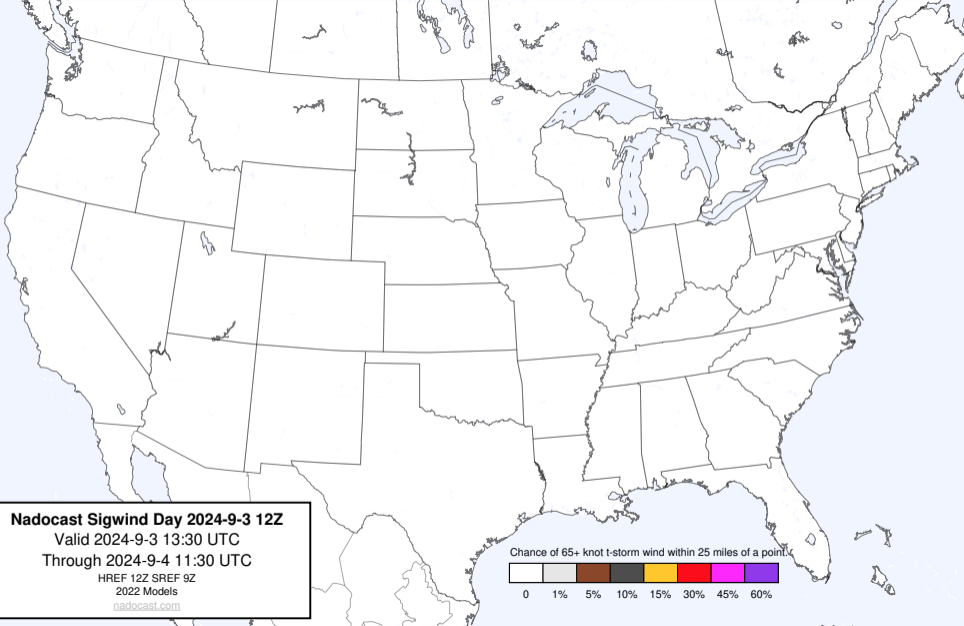 Nadocast Sigwind Day 2024-9-3 12Z
Valid 2024-9-3 13:30 UTC
Through 2024-9-4 11:30 UTC
HREF 12Z SREF 9Z
2022 Models
nadocast.com
Chance of 65+ knot t-storm wind within 25 miles of a point.
0 1% 5% 10% 15% 30% 45% 60%